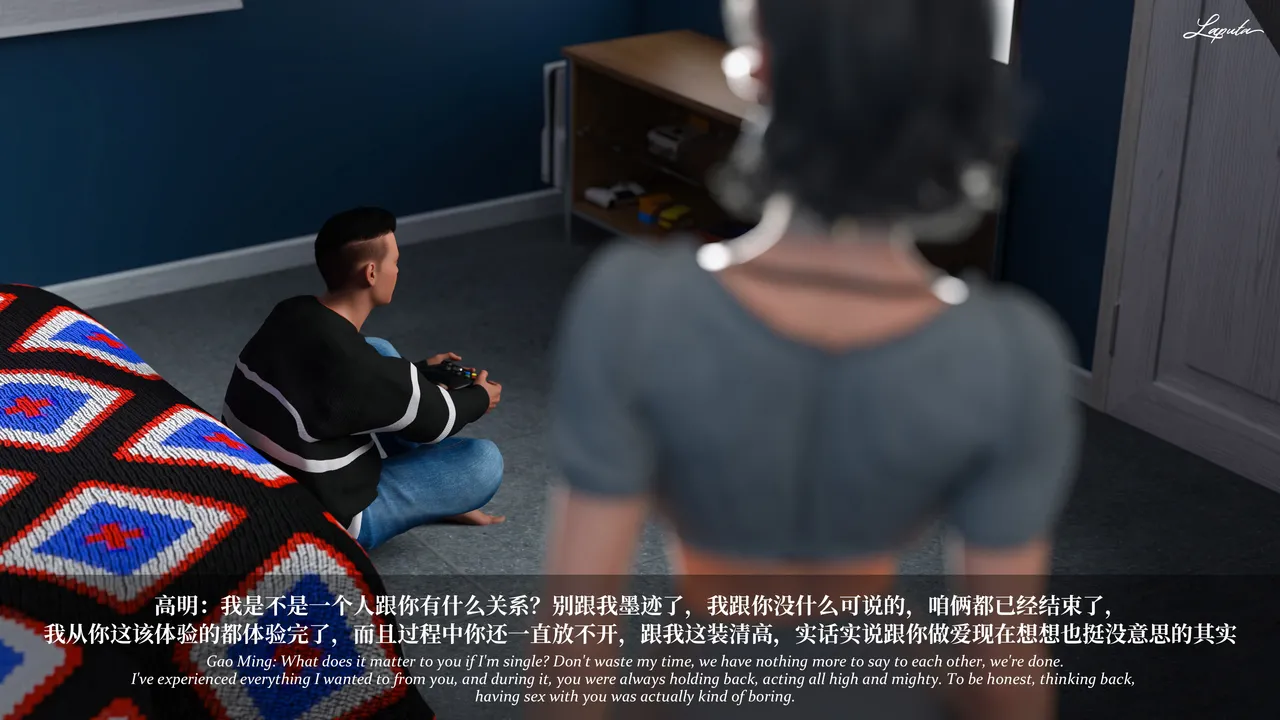 Laputa
高明：我是不是一个人跟你有什么关系？别跟我墨迹了，我跟你没什么可说的，咱俩都已经结束了，
我从你这该体验的都体验完了，而且过程中你还一直放不开，跟我这装清高，实话实说跟你做爱现在想想也挺没意思的其实
Gao Ming: What does it matter to you if I'm single? Don't waste my time, we have nothing more to say to each other, we're done.
I've experienced everything I wanted to from you, and during it, you were always holding back, acting all high and mighty. To be honest, thinking back,
having sex with you was actually kind of boring.